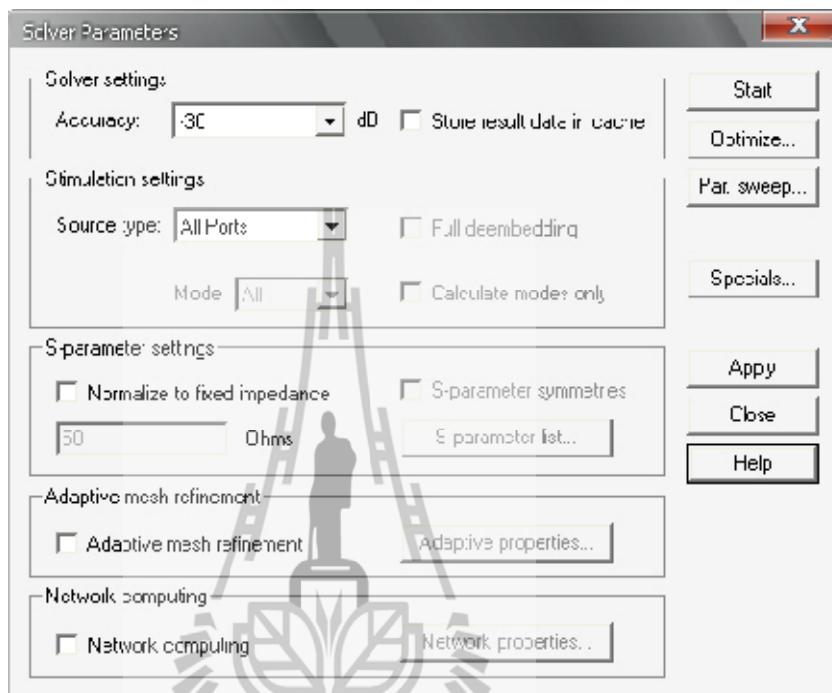 Solver Parameters
Solver settings
Accuracy: -30 dB Store result data in cache
Stimulation settings
Source type: All Ports Full deembedding
Mode All Calculate modes only
S-parameter settings
Normalize to fixed impedance S-parameter symmetries
50 Ohms S-parameter list...
Adaptive mesh refinement
Adaptive mesh refinement Adaptive properties...
Network computing
Network computing Network properties...
Start
Optimize...
Par. sweep...
Specials...
Apply
Close
Help